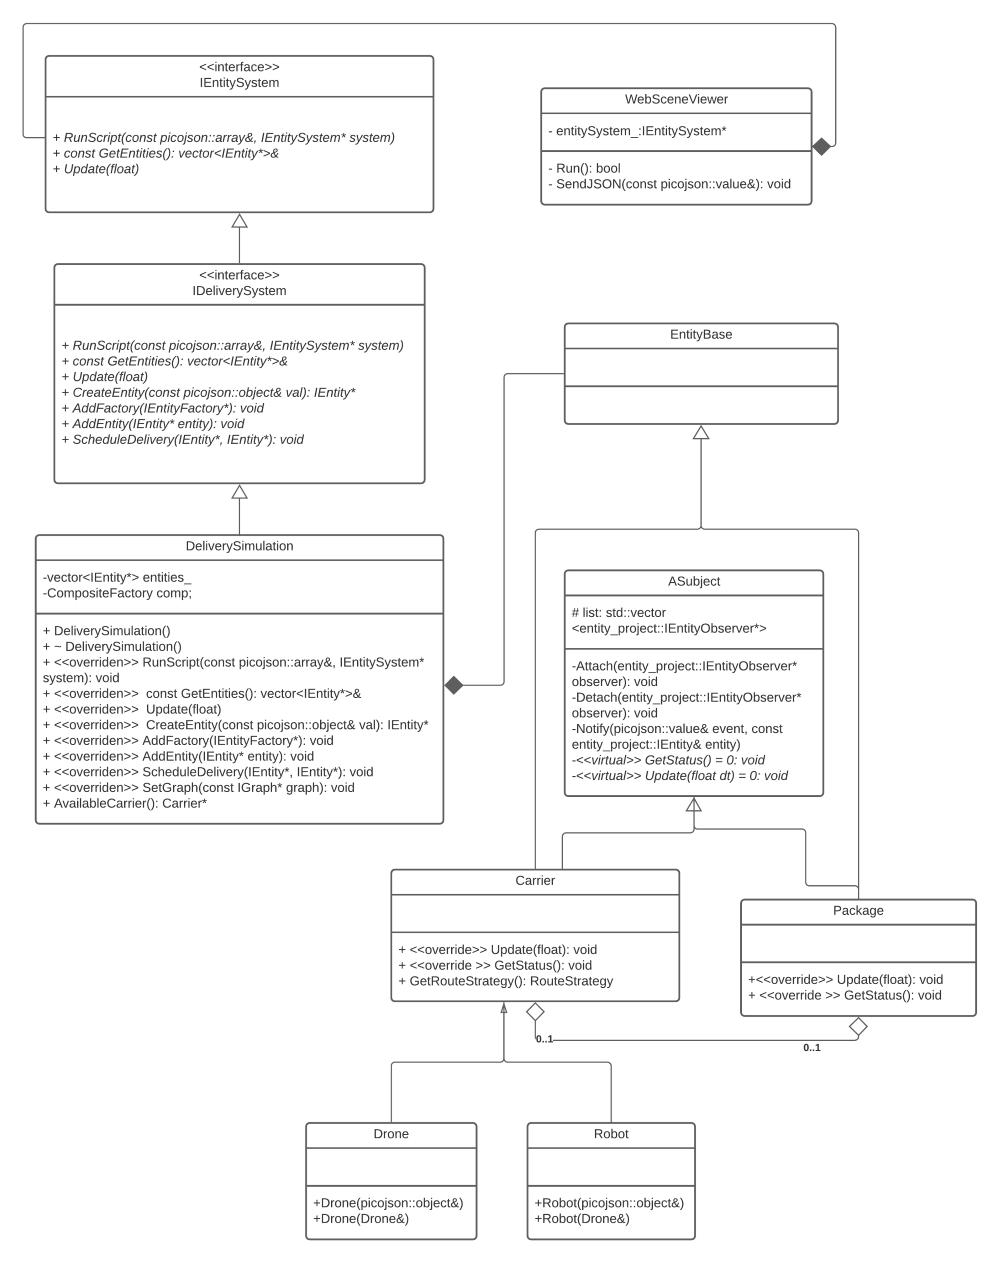 <<interface>>
IEntitySystem
+ RunScript(const picojson::array&, IEntitySystem* system)
+ const GetEntities(): vector<IEntity*>&
+ Update(float)
WebSceneViewer
- entitySystem_:IEntitySystem*
- Run(): bool
- SendJSON(const picojson::value&): void
<<interface>>
IDeliverySystem
+ RunScript(const picojson::array&, IEntitySystem* system)
+ const GetEntities(): vector<IEntity*>&
+ Update(float)
+ CreateEntity(const picojson::object& val): IEntity*
+ AddFactory(IEntityFactory*): void
+ AddEntity(IEntity* entity): void
+ ScheduleDelivery(IEntity*, IEntity*): void
EntityBase
DeliverySimulation
-vector<IEntity*> entities_
-CompositeFactory comp;
+ DeliverySimulation()
+ ~ DeliverySimulation()
+ <<overriden>> RunScript(const picojson::array&, IEntitySystem*
system): void
+ <<overriden>>  const GetEntities(): vector<IEntity*>&
+ <<overriden>>  Update(float)
+ <<overriden>>  CreateEntity(const picojson::object& val): IEntity*
+ <<overriden>> AddFactory(IEntityFactory*): void
+ <<overriden>> AddEntity(IEntity* entity): void
+ <<overriden>> ScheduleDelivery(IEntity*, IEntity*): void
+ <<overriden>> SetGraph(const IGraph* graph): void
+ AvailableCarrier(): Carrier*
ASubject
# list: std::vector
<entity_project::IEntityObserver*>
-Attach(entity_project::IEntityObserver*
observer): void
-Detach(entity_project::IEntityObserver*
observer): void
-Notify(picojson::value& event, const
entity_project::IEntity& entity)
-<<virtual>> GetStatus() = 0: void
-<<virtual>> Update(float dt) = 0: void
Carrier
+ <<override>> Update(float): void
+ <<override >> GetStatus(): void
+ GetRouteStrategy(): RouteStrategy
Package
+<<override>> Update(float): void
+ <<override >> GetStatus(): void
0..1
0..1
Drone
+Drone(picojson::object&)
+Drone(Drone&)
Robot
+Robot(picojson::object&)
+Robot(Drone&)